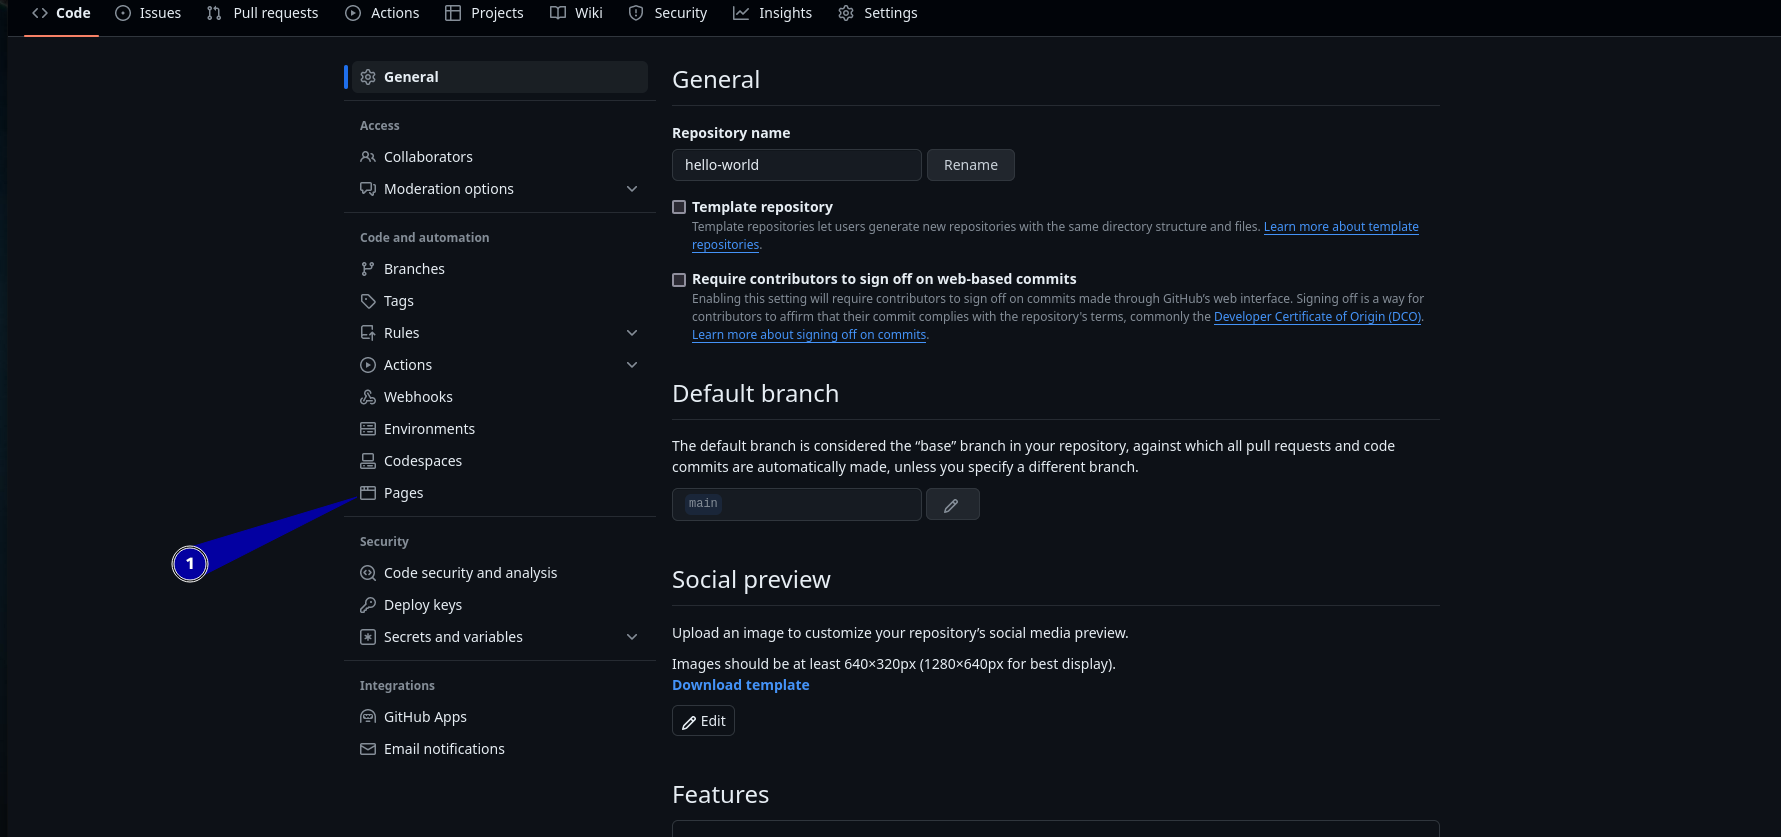 Code Issues Pull requests Actions Projects Wiki Security Insights Settings
General
Access
Collaborators
Moderation options
Code and automation
Branches
Tags
Rules
Actions
Webhooks
Environments
Codespaces
Pages
1
Security
Code security and analysis
Deploy keys
Secrets and variables
Integrations
GitHub Apps
Email notifications
General
Repository name
hello-world Rename
Template repository
Template repositories let users generate new repositories with the same directory structure and files. Learn more about template
repositories.
Require contributors to sign off on web-based commits
Enabling this setting will require contributors to sign off on commits made through GitHub’s web interface. Signing off is a way for
contributors to affirm that their commit complies with the repository's terms, commonly the Developer Certificate of Origin (DCO).
Learn more about signing off on commits.
Default branch
The default branch is considered the “base” branch in your repository, against which all pull requests and code
commits are automatically made, unless you specify a different branch.
main
Social preview
Upload an image to customize your repository’s social media preview.
Images should be at least 640×320px (1280×640px for best display).
Download template
Edit
Features